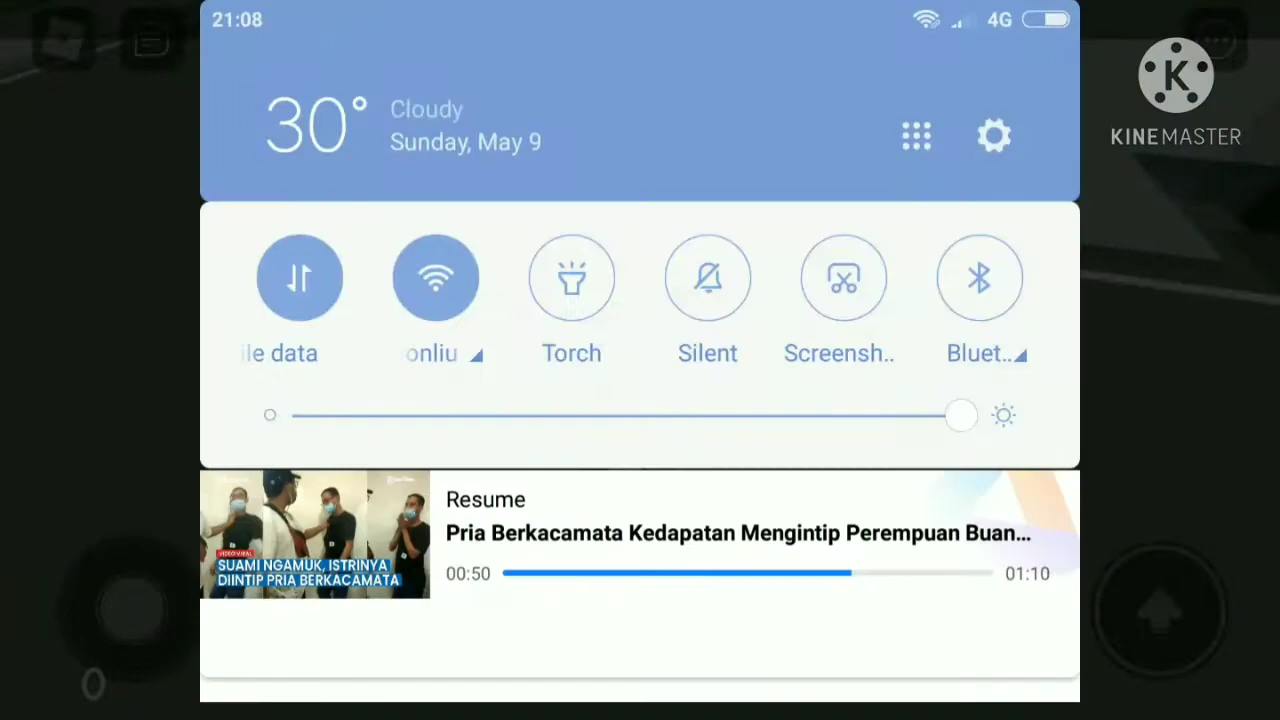 21:08
4G
30° Cloudy
Sunday, May 9
KINEMASTER
ile data
onliu
Torch
Silent
Screensh..
Bluet..
Resume
Pria Berkacamata Kedapatan Mengintip Perempuan Buan...
VIDEO VIRAL
SUAMI NGAMUK, ISTRINYA
DIINTIP PRIA BERKACAMATA
00:50
01:10
0